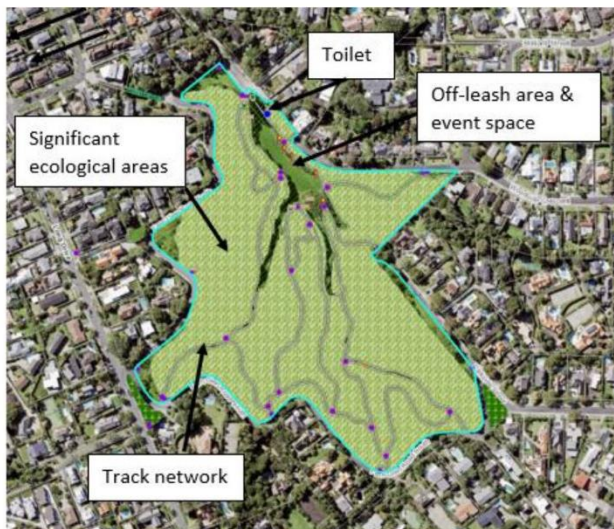 Toilet
Off-leash area &
event space
Significant
ecological areas
Track network